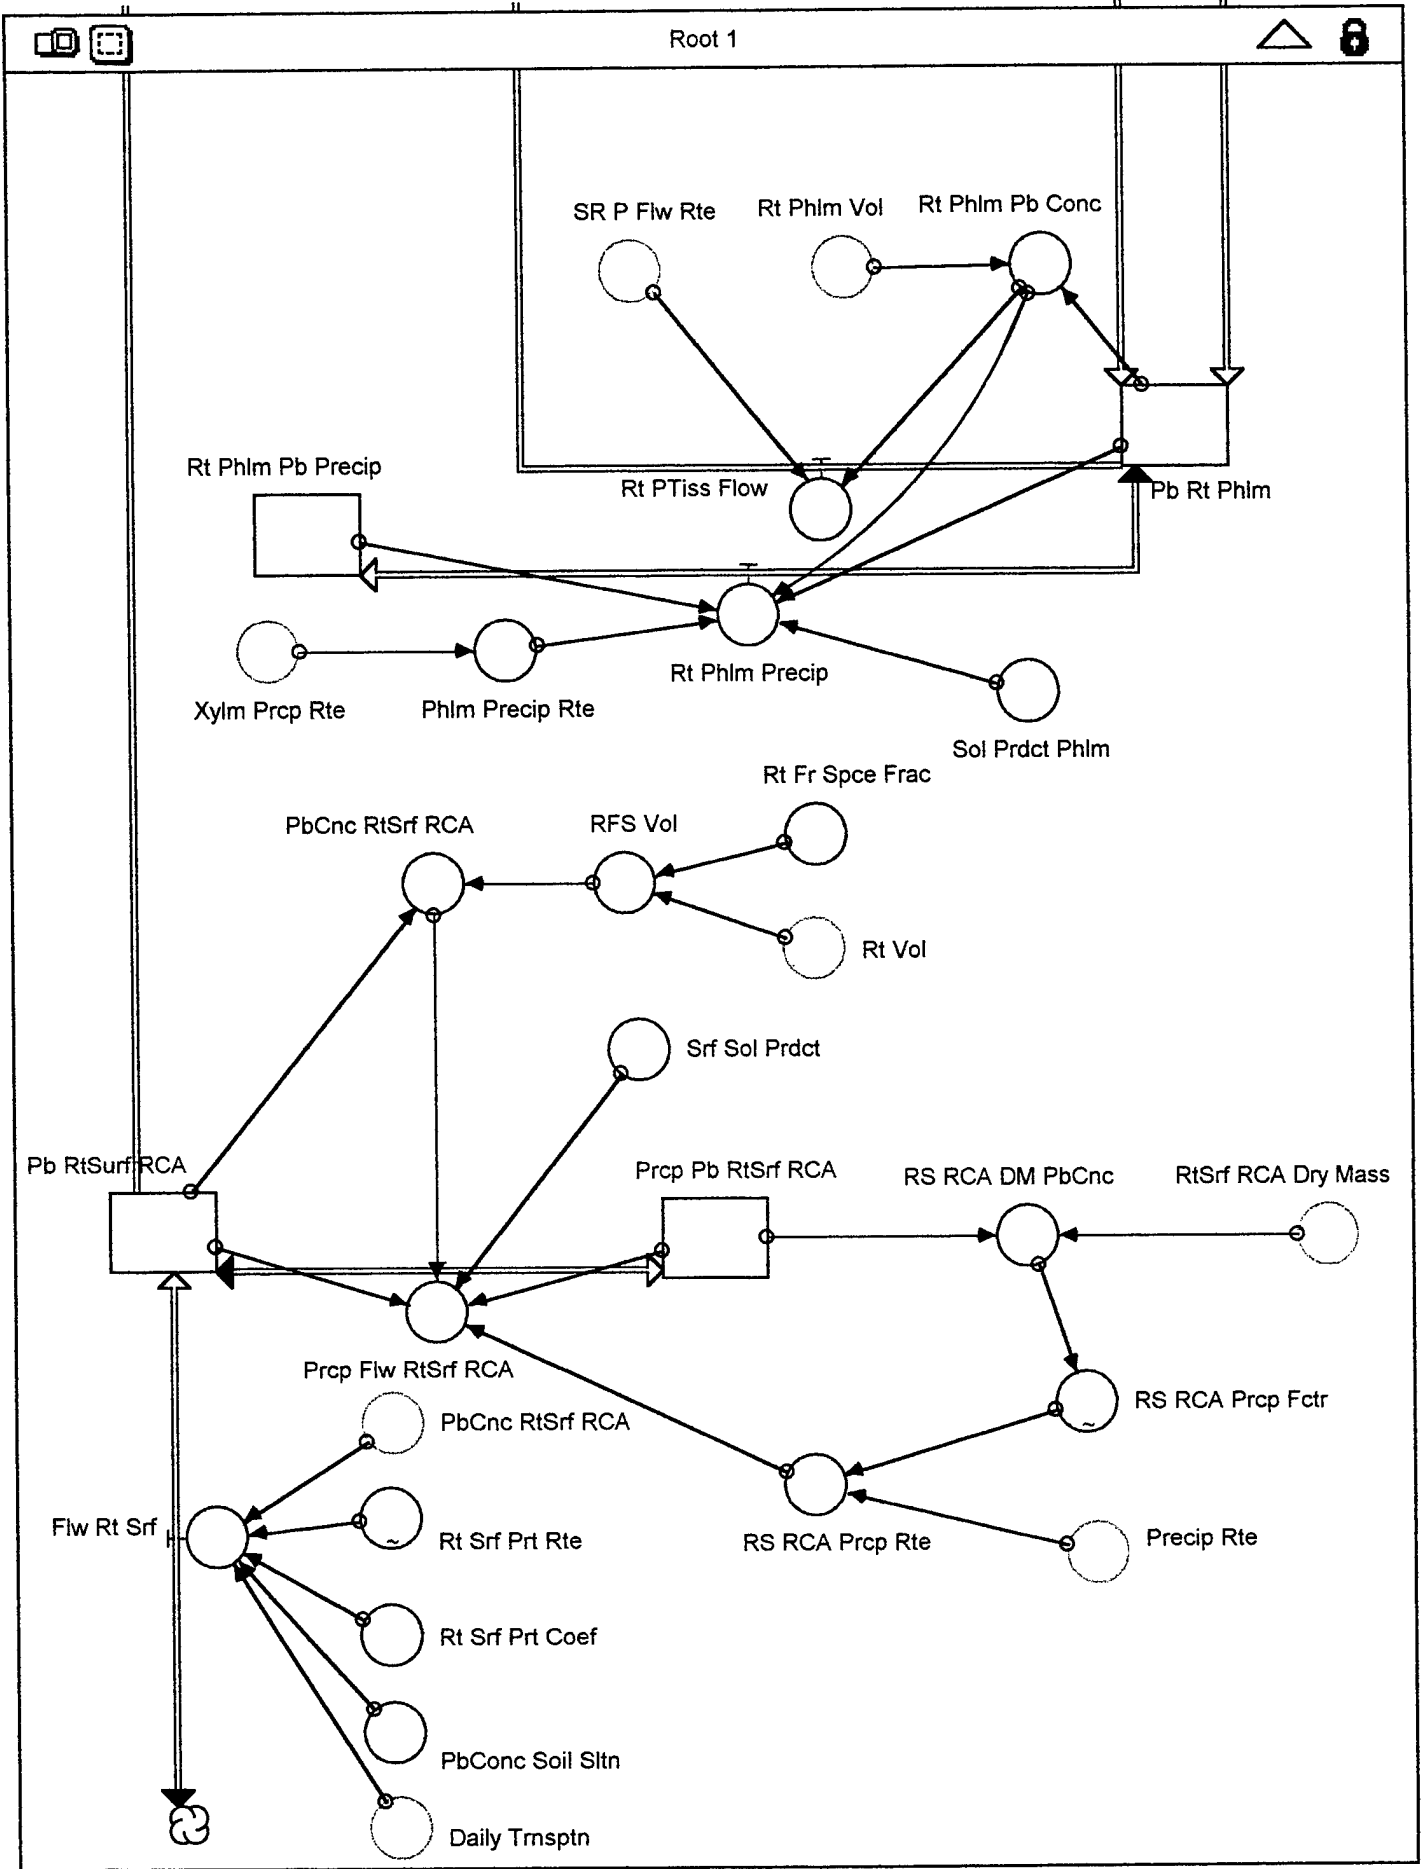 Root 1
SR P Flw Rte
Rt Phlm Vol
Rt Phlm Pb Conc
Rt Phlm Pb Precip
Rt PTiss Flow
Pb Rt Phlm
Rt Phlm Precip
Xylm Prcp Rte
Phlm Precip Rte
Sol Prdct Phlm
Rt Fr Spce Frac
PbCnc RtSrf RCA
RFS Vol
Rt Vol
Srf Sol Prdct
Pb RtSurf RCA
Prcp Pb RtSrf RCA
RS RCA DM PbCnc
RtSrf RCA Dry Mass
Prcp Flw RtSrf RCA
PbCnc RtSrf RCA
RS RCA Prcp Fctr
~
Flw Rt Srf
Rt Srf Prt Rte
~
RS RCA Prcp Rte
Precip Rte
Rt Srf Prt Coef
PbConc Soil Sltn
Daily Trnsptn